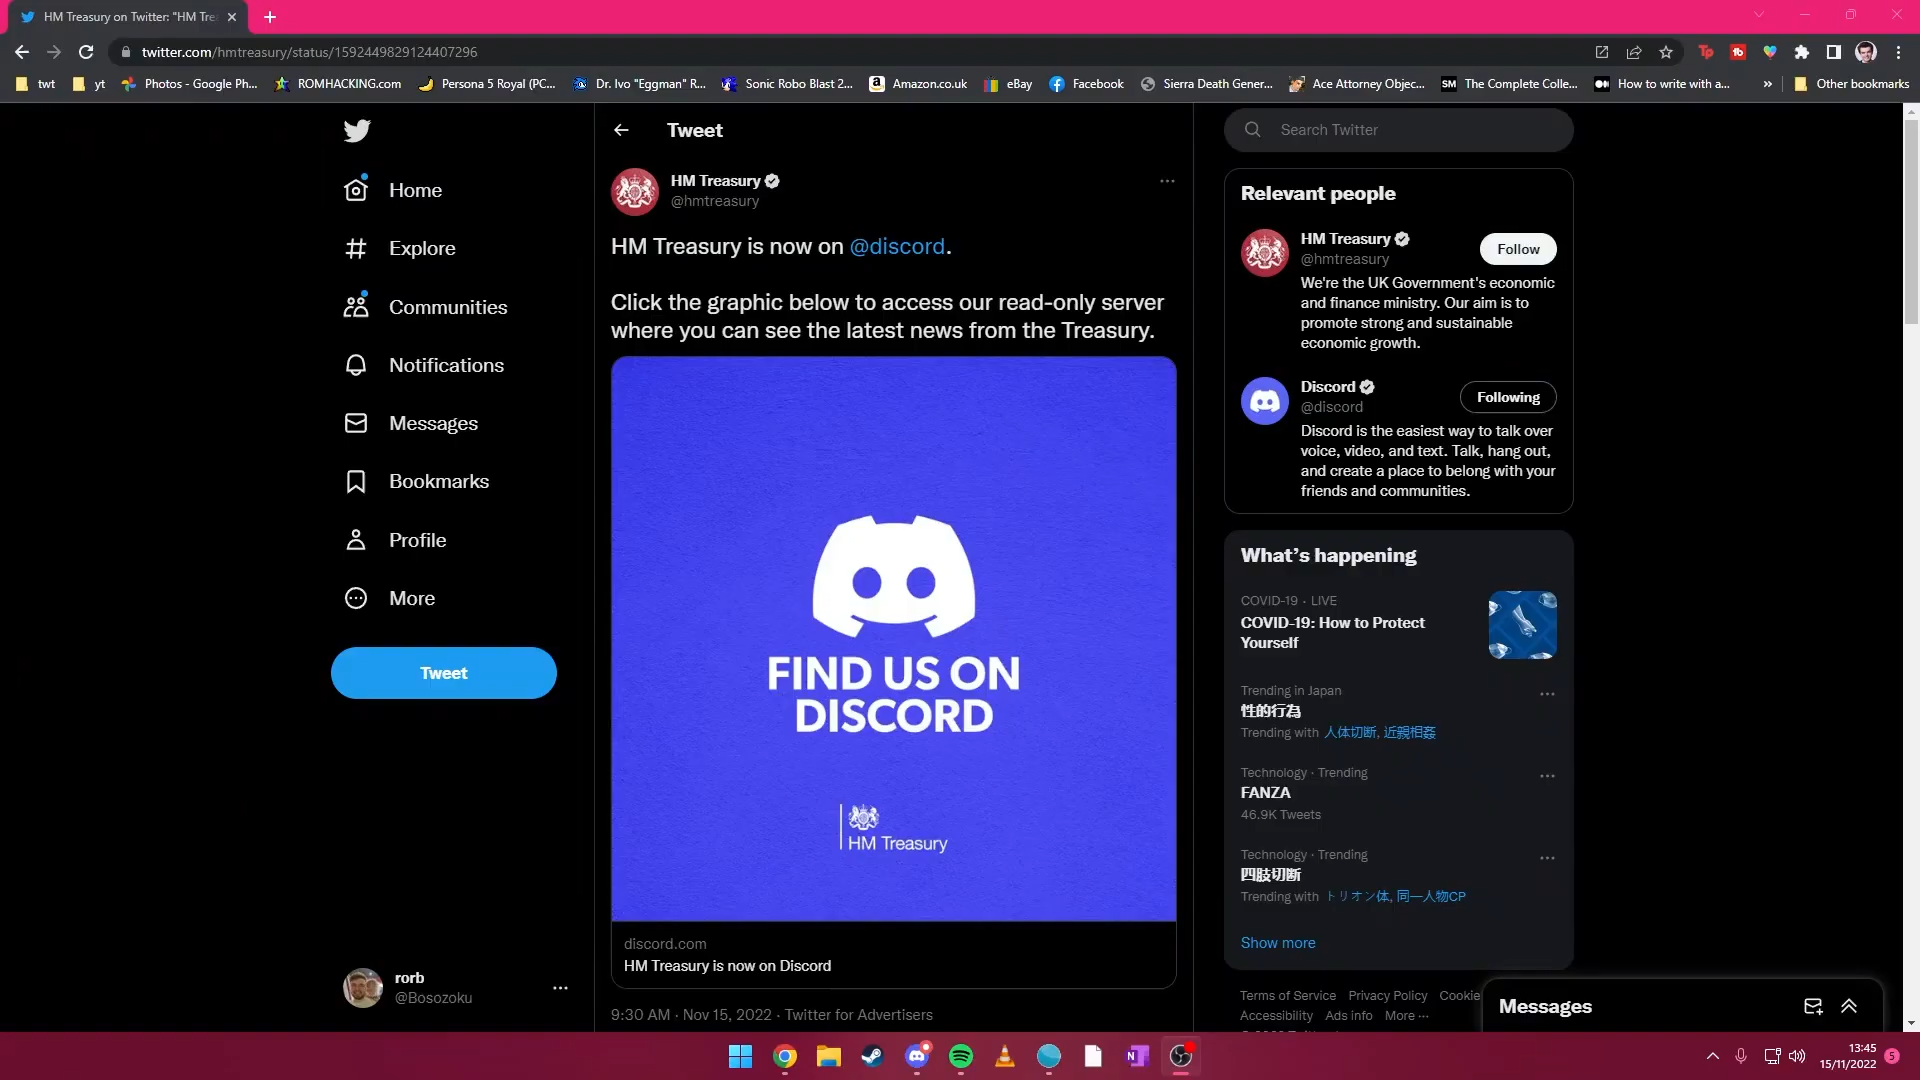 HM Treasury on Twitter: "HM Tre
twitter.com/hmtreasury/status/1592449829124407296
twt
yt
Photos - Google Ph...
ROMHACKING.com
Persona 5 Royal (PC...
Dr. Ivo "Eggman" R...
Sonic Robo Blast 2...
Amazon.co.uk
eBay
Facebook
Sierra Death Gener...
Ace Attorney Objec...
SM
The Complete Colle...
How to write with a...
Other bookmarks
Home
Explore
Communities
Notifications
Messages
Bookmarks
Profile
More
Tweet
rorb
@Bosozoku
Tweet
HM Treasury
@hmtreasury
HM Treasury is now on @discord.
Click the graphic below to access our read-only server
where you can see the latest news from the Treasury.
FIND US ON
DISCORD
HM Treasury
discord.com
HM Treasury is now on Discord
9:30 AM · Nov 15, 2022 · Twitter for Advertisers
Search Twitter
Relevant people
HM Treasury
@hmtreasury
Follow
We're the UK Government's economic
and finance ministry. Our aim is to
promote strong and sustainable
economic growth.
Discord
@discord
Following
Discord is the easiest way to talk over
voice, video, and text. Talk, hang out,
and create a place to belong with your
friends and communities.
What's happening
COVID-19 · LIVE
COVID-19: How to Protect
Yourself
Trending in Japan
性的行為
Trending with 人体切断, 近親相姦
Technology · Trending
FANZA
46.9K Tweets
Technology · Trending
四肢切断
Trending with トリオン体, 同一人物CP
Show more
Terms of Service Privacy Policy Cookie
Accessibility Ads info More ...
Messages
13:45
15/11/2022
5